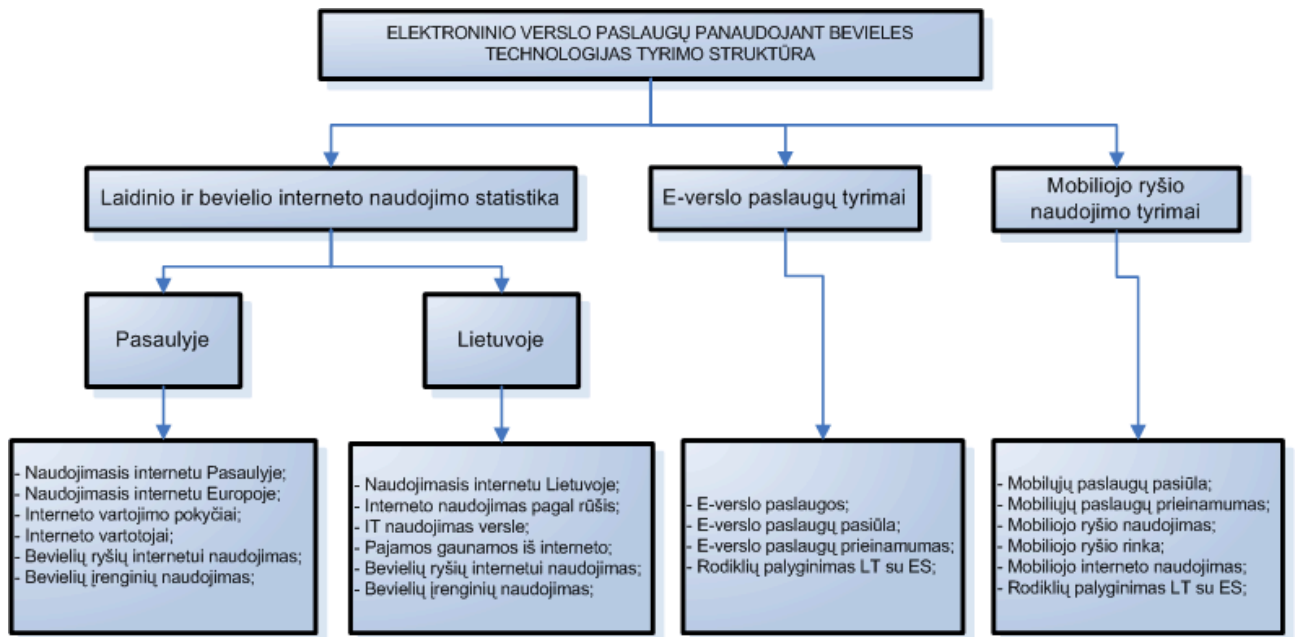 ELEKTRONINIO VERSLO PASLAUGŲ PANAUDOJANT BEVIELES
TECHNOLOGIJAS TYRIMO STRUKTŪRA
Laidinio ir bevielio interneto naudojimo statistika
E-verslo paslaugų tyrimai
Mobiliojo ryšio
naudojimo tyrimai
Pasaulyje
Lietuvoje
- Naudojimasis internetu Pasaulyje;
- Naudojimasis internetu Europoje;
- Interneto vartojimo pokyčiai;
- Interneto vartotojai;
- Bevielių ryšių internetui naudojimas;
- Bevielių įrenginių naudojimas;
- Naudojimasis internetu Lietuvoje;
- Interneto naudojimas pagal rūšis;
- IT naudojimas versle;
- Pajamos gaunamos iš interneto;
- Bevielių ryšių internetui naudojimas;
- Bevielių įrenginių naudojimas;
- E-verslo paslaugos;
- E-verslo paslaugų pasiūla;
- E-verslo paslaugų prieinamumas;
- Rodiklių palyginimas LT su ES;
- Mobilųjų paslaugų pasiūla;
- Mobiliųjų paslaugų prieinamumas;
- Mobiliojo ryšio naudojimas;
- Mobiliojo ryšio rinka;
- Mobiliojo interneto naudojimas;
- Rodiklių palyginimas LT su ES;